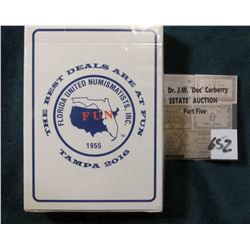 THE BEST DEALS ARE AT FUN
FLORIDA UNITED NUMISMATISTS, INC.
FUN
1955
TAMPA 2016
Dr. J.W. 'Doc' Carberry
ESTATE AUCTION
Part Five
652